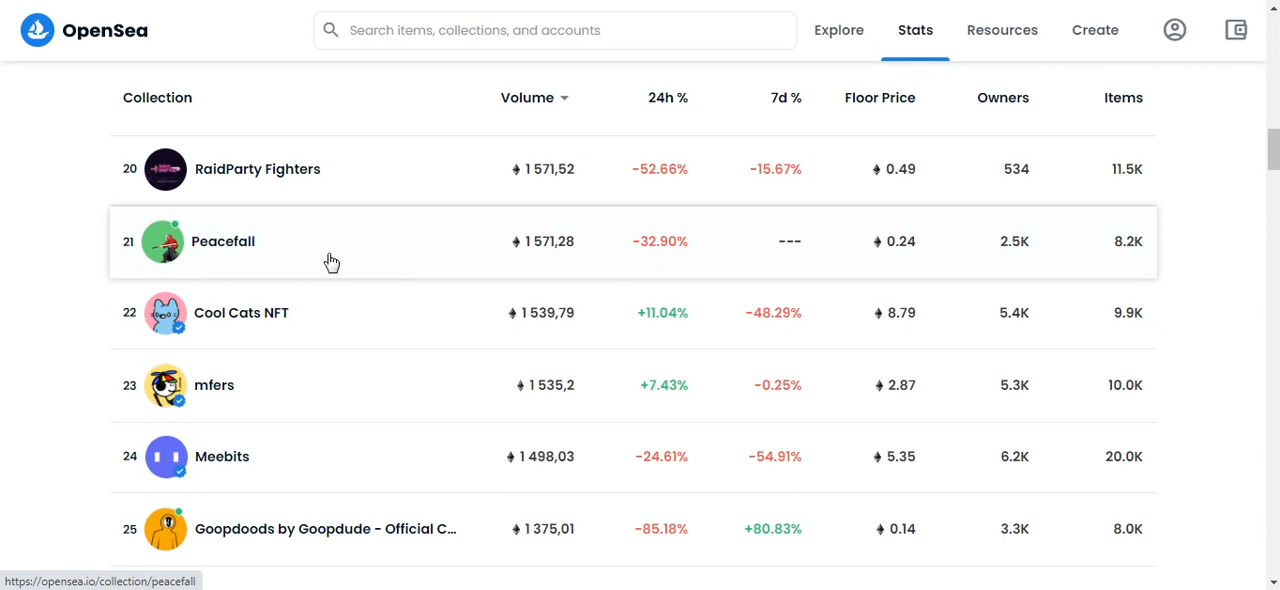 OpenSea
Search items, collections, and accounts
Explore
Stats
Resources
Create
Collection Volume 24h % 7d % Floor Price Owners Items
20 RaidParty Fighters 1 571,52 -52.66% -15.67% 0.49 534 11.5K
21 Peacefall 1 571,28 -32.90% --- 0.24 2.5K 8.2K
22 Cool Cats NFT 1 539,79 +11.04% -48.29% 8.79 5.4K 9.9K
23 mfers 1 535,2 +7.43% -0.25% 2.87 5.3K 10.0K
24 Meebits 1 498,03 -24.61% -54.91% 5.35 6.2K 20.0K
25 Goopdoods by Goopdude - Official C... 1 375,01 -85.18% +80.83% 0.14 3.3K 8.0K
https://opensea.io/collection/peacefall